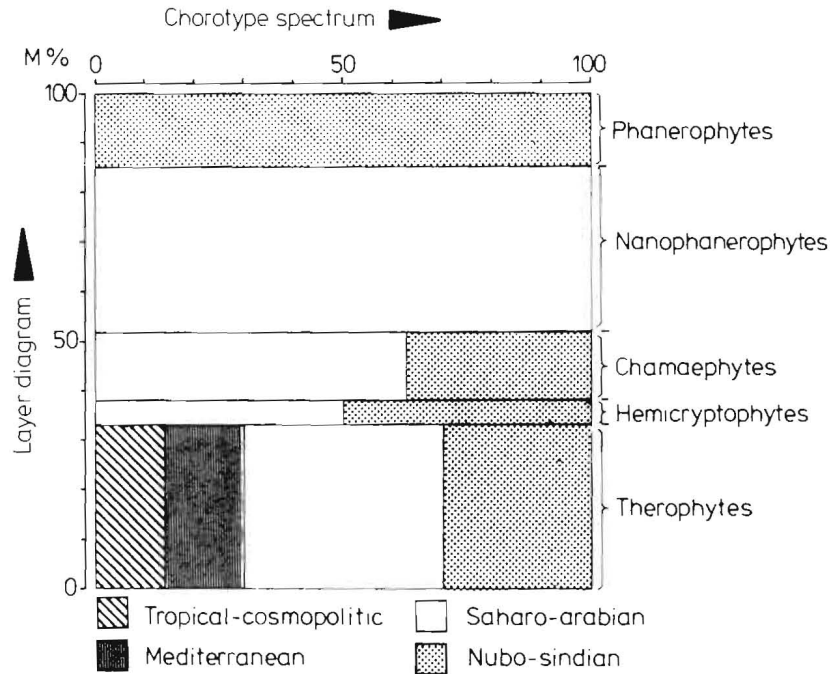 Chorotype spectrum
M% 0 50 100
100
Phanerophytes
Nanophanerophytes
50
Chamaephytes
Hemicryptophytes
Therophytes
0
Layer diagram
Tropical-cosmopolitic Saharo-arabian
Mediterranean Nubo-sindian